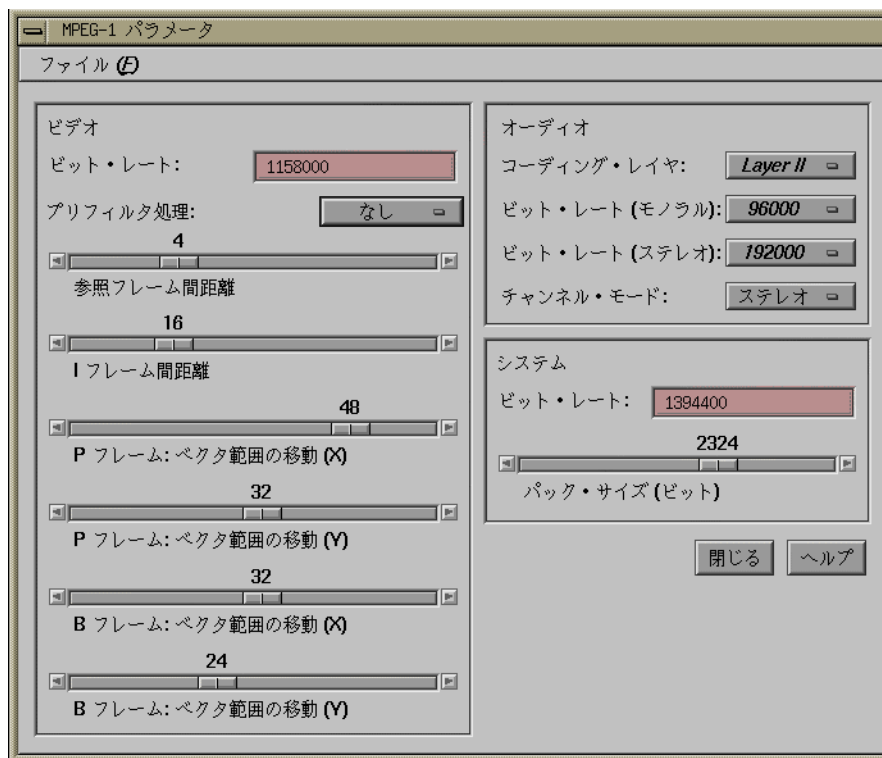 MPEG-1 パラメータ
ファイル (F)
ビデオ
ビット・レート: 1158000
プリフィルタ処理: なし
4
参照フレーム間距離
16
I フレーム間距離
48
P フレーム: ベクタ範囲の移動 (X)
32
P フレーム: ベクタ範囲の移動 (Y)
32
B フレーム: ベクタ範囲の移動 (X)
24
B フレーム: ベクタ範囲の移動 (Y)
オーディオ
コーディング・レイヤ: Layer II
ビット・レート (モノラル): 96000
ビット・レート (ステレオ): 192000
チャンネル・モード: ステレオ
システム
ビット・レート: 1394400
2324
パック・サイズ (ビット)
閉じる ヘルプ